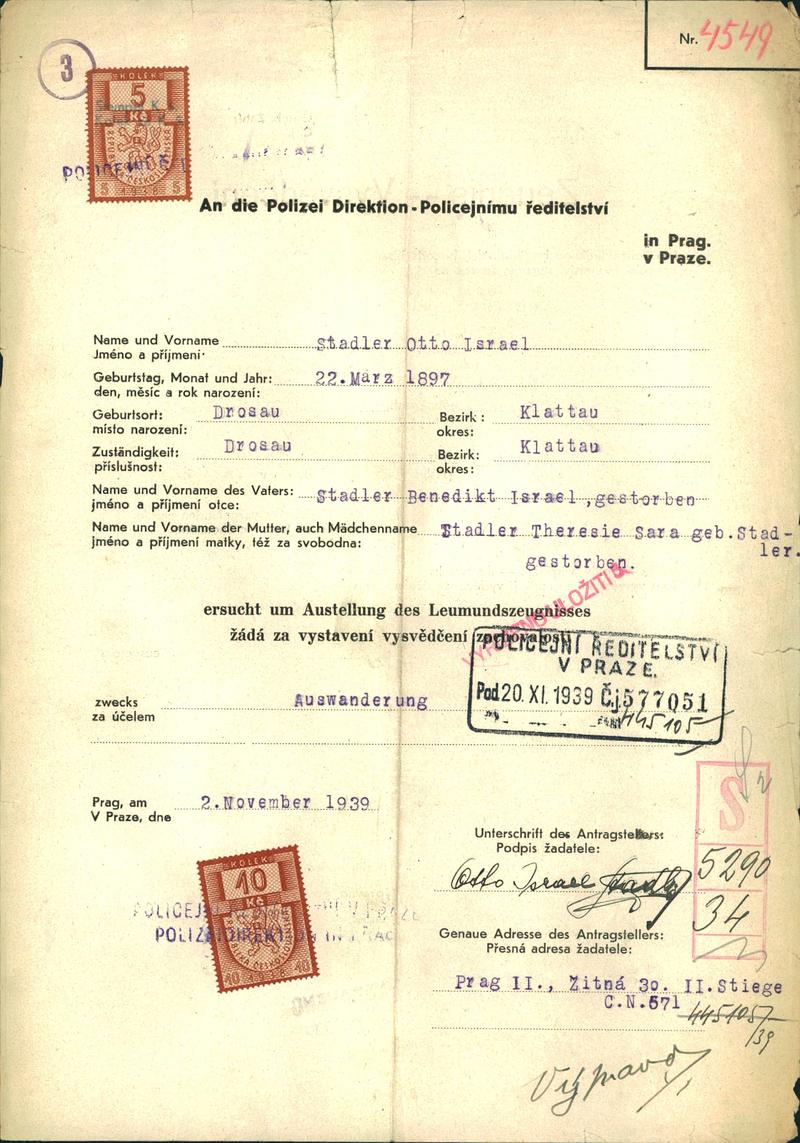 Nr. 4549
3
KOLEK
5
Kč
An die Polizei Direktion - Policejnímu ředitelství
in Prag.
v Praze.
Name und Vorname Stadler Otto Israel
Jméno a příjmení
Geburtstag, Monat und Jahr: 22.März 1897
den, měsíc a rok narození:
Geburtsort: Drosau Bezirk: Klattau
místo narození: okres:
Zuständigkeit: Drosau Bezirk: Klattau
příslušnost: okres:
Name und Vorname des Vaters: Stadler Benedikt Israel ,gestorben
jméno a příjmení otce:
Name und Vorname der Mutter, auch Mädchenname Stadler Theresie Sara geb.Stad-
jméno a příjmení matky, též za svobodna: ler.
gestorben.
ersucht um Austellung des Leumundszeugnisses
žádá za vystavení vysvědčení zachovalosti
POLICEJNÍ ŘEDITELSTVÍ
V PRAZE.
Pod 20.XI.1939 Čj 577051
445105
zwecks Auswanderung
za účelem
Prag, am 2.November 1939
V Praze, dne
Unterschrift des Antragstellers:
Podpis žadatele:
Otto Israel Stadler
S
5290
34
KOLEK
10
Kč
POLICEJNÍ V PRAZE
Genaue Adresse des Antragstellers:
Přesná adresa žadatele:
Prag II., Žitná 3o. II.Stiege
C.N.571
445105/39